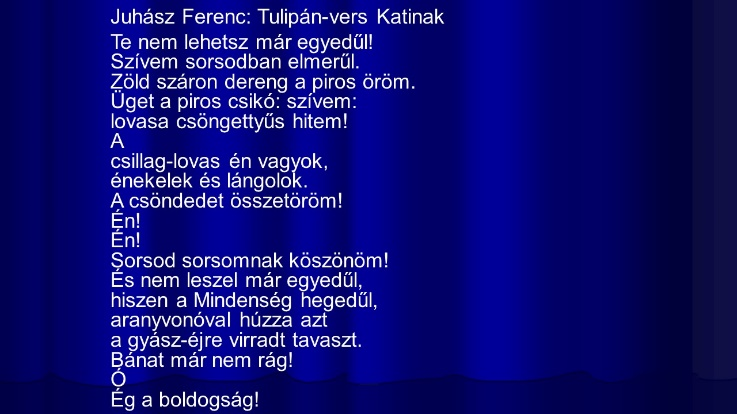 Juhász Ferenc: Tulipán-vers Katinak
Te nem lehetsz már egyedűl!
Szívem sorsodban elmerűl.
Zöld száron dereng a piros öröm.
Üget a piros csikó: szívem:
lovasa csöngettyűs hitem!
A
csillag-lovas én vagyok,
énekelek és lángolok.
A csöndedet összetöröm!
Én!
Én!
Sorsod sorsomnak köszönöm!
És nem leszel már egyedűl,
hiszen a Mindenség hegedűl,
aranyvonóval húzza azt
a gyász-éjre virradt tavaszt.
Bánat már nem rág!
Ó
Ég a boldogság!